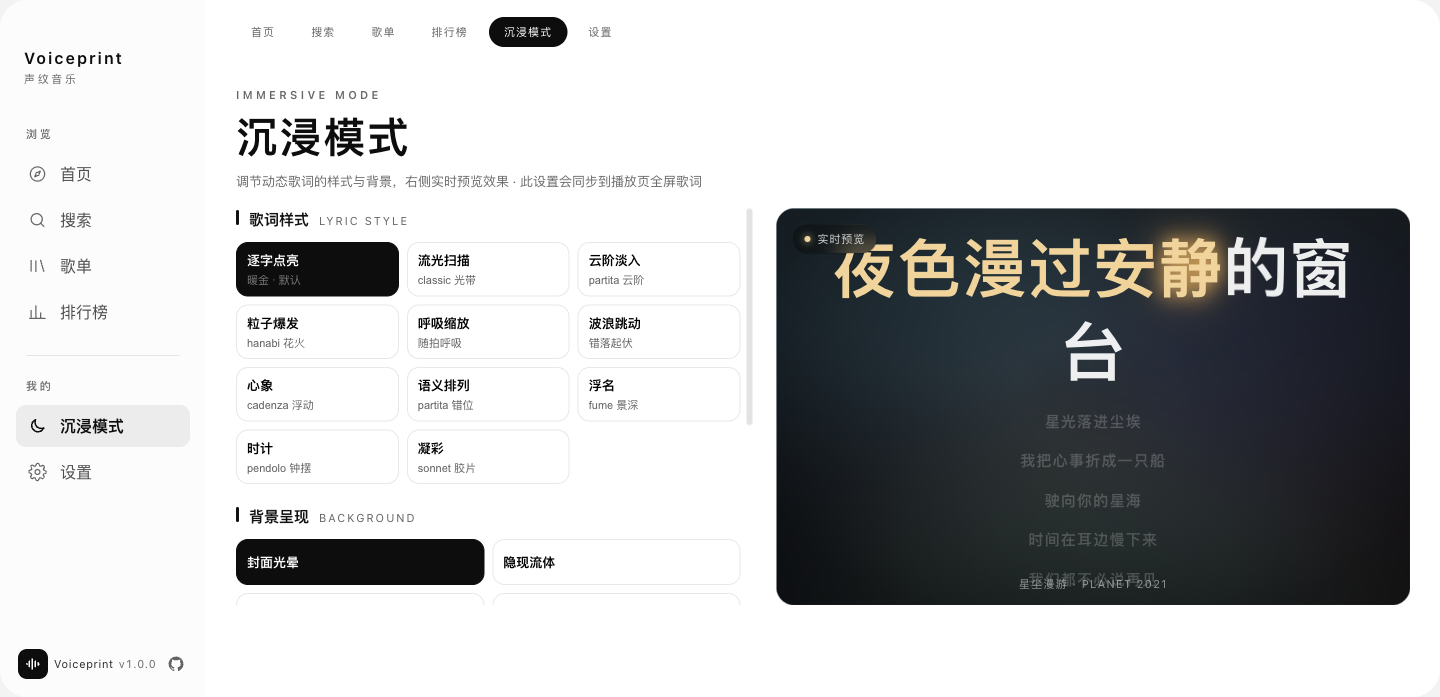 Voiceprint
声纹音乐
浏览
首页
搜索
歌单
排行榜
我的
沉浸模式
设置
Voiceprint v1.0.0
首页 搜索 歌单 排行榜 沉浸模式 设置
IMMERSIVE MODE
沉浸模式
调节动态歌词的样式与背景，右侧实时预览效果 · 此设置会同步到播放页全屏歌词
歌词样式 LYRIC STYLE
逐字点亮
暖金 · 默认
流光扫描
classic 光带
云阶淡入
partita 云阶
粒子爆发
hanabi 花火
呼吸缩放
随拍呼吸
波浪跳动
错落起伏
心象
cadenza 浮动
语义排列
partita 错位
浮名
fume 景深
时计
pendolo 钟摆
凝彩
sonnet 胶片
背景呈现 BACKGROUND
封面光晕
隐现流体
实时预览
夜色漫过安静的窗
台
星光落进尘埃
我把心事折成一只船
驶向你的星海
时间在耳边慢下来
我们都不必说再见
星尘漫游 · PLANET 2021